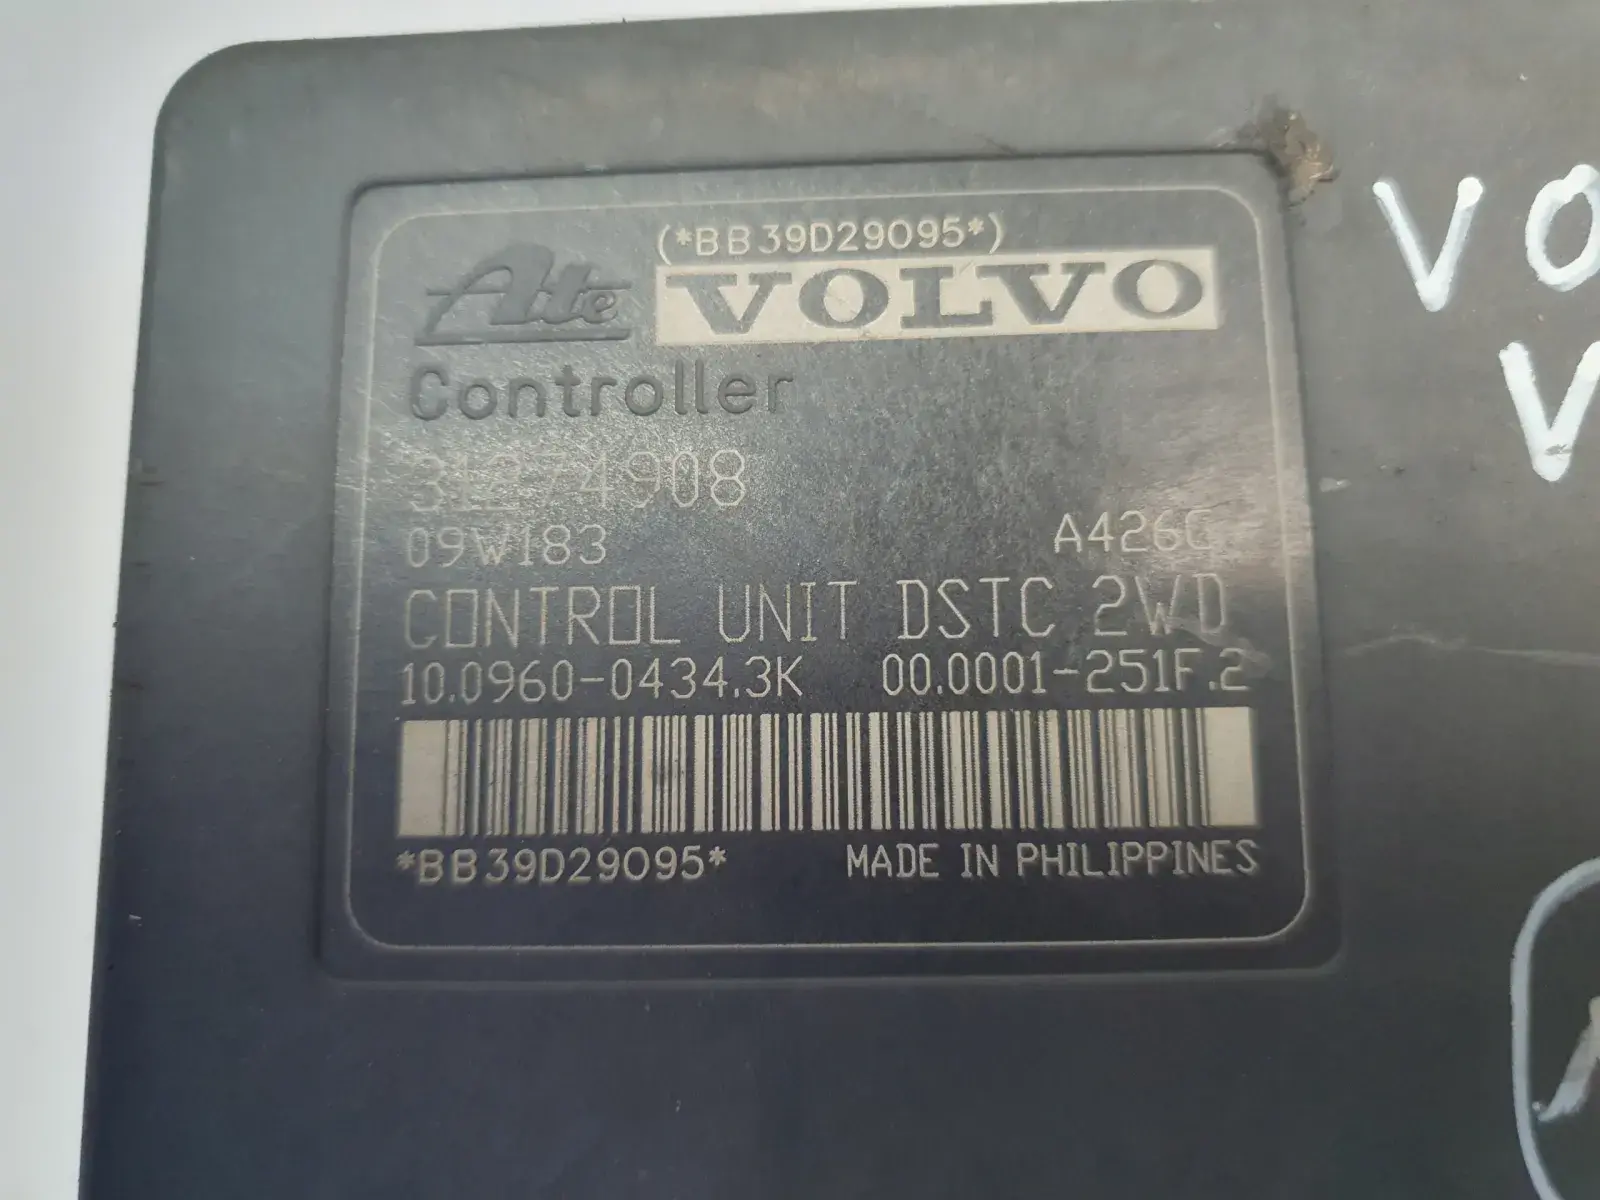 (*BB39D29095*)
Ate VOLVO
Controller
31274908
09W183 A426C
CONTROL UNIT DSTC 2WD
10.0960-0434.3K 00.0001-251F.2
*BB39D29095* MADE IN PHILIPPINES
VO
V